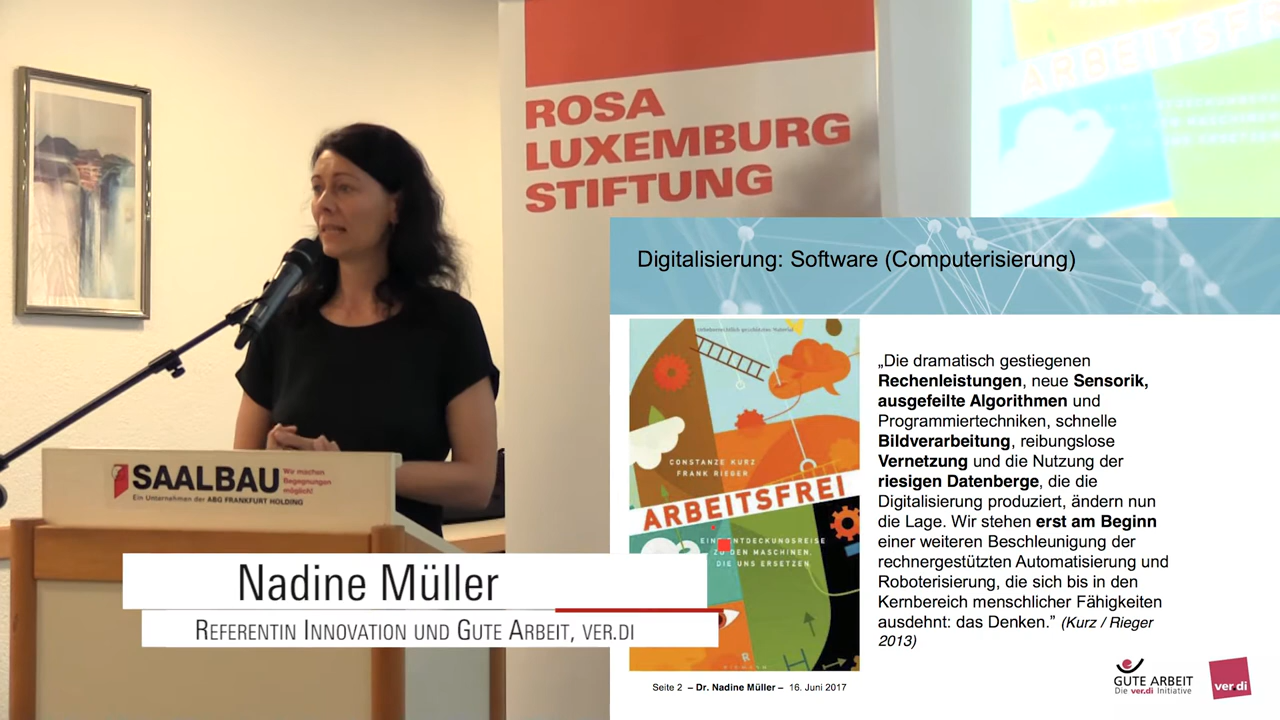 ROSA
LUXEMBURG
STIFTUNG
ARBEITSF
Digitalisierung: Software (Computerisierung)
CONSTANZE KURZ
FRANK RIEGER
ARBEITSFREI
EINE ENTDECKUNGSREISE
ZU DEN MASCHINEN,
DIE UNS ERSETZEN
„Die dramatisch gestiegenen
Rechenleistungen, neue Sensorik,
ausgefeilte Algorithmen und
Programmiertechniken, schnelle
Bildverarbeitung, reibungslose
Vernetzung und die Nutzung der
riesigen Datenberge, die die
Digitalisierung produziert, ändern nun
die Lage. Wir stehen erst am Beginn
einer weiteren Beschleunigung der
rechnergestützten Automatisierung und
Roboterisierung, die sich bis in den
Kernbereich menschlicher Fähigkeiten
ausdehnt: das Denken.” (Kurz / Rieger
2013)
Seite 2 – Dr. Nadine Müller – 16. Juni 2017
GUTE ARBEIT
Die ver.di Initiative
ver.di
SAALBAU
Wir machen
Begegnungen
möglich!
Ein Unternehmen der ABG FRANKFURT HOLDING
Nadine Müller
REFERENTIN INNOVATION UND GUTE ARBEIT, VER.DI